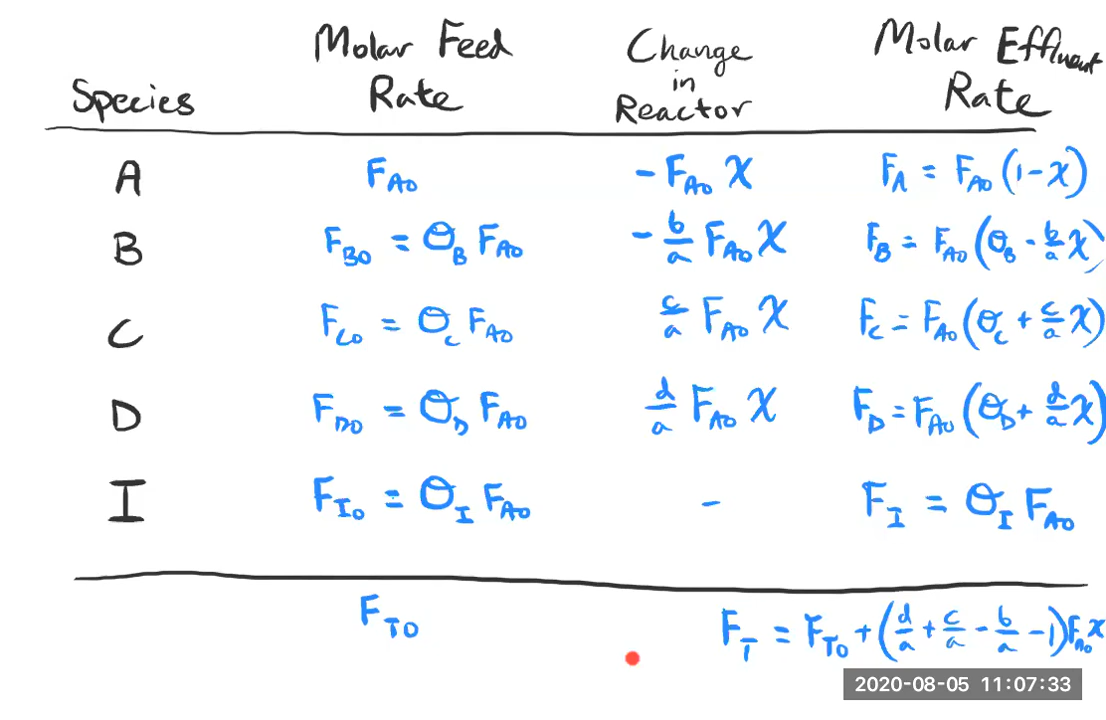 Species Molar Feed Rate Change in Reactor Molar Effluent Rate
A F_A0 - F_A0 X F_A = F_A0 (1 - X)
B F_B0 = Θ_B F_A0 - b/a F_A0 X F_B = F_A0 (Θ_B - b/a X)
C F_C0 = Θ_C F_A0 c/a F_A0 X F_C = F_A0 (Θ_C + c/a X)
D F_D0 = Θ_D F_A0 d/a F_A0 X F_D = F_A0 (Θ_D + d/a X)
I F_I0 = Θ_I F_A0 - F_I = Θ_I F_A0
F_T0 F_T = F_T0 + (d/a + c/a - b/a - 1) F_A0 X
2020-08-05 11:07:33